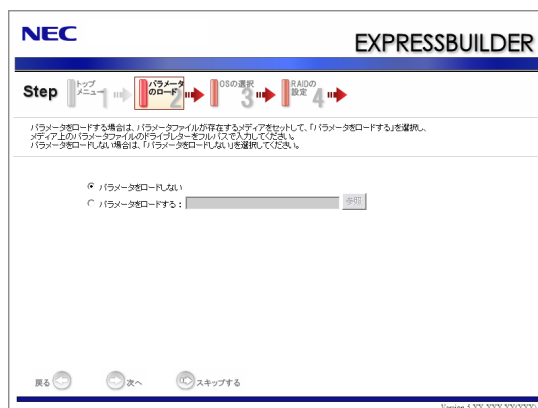 NEC
EXPRESSBUILDER
Step トップメニュー 1 パラメータのロード 2 OSの選択 3 RAIDの設定 4
パラメータをロードする場合は、パラメータファイルが存在するメディアをセットして、「パラメータをロードする」を選択し、
メディア上のパラメータファイルのドライブレターをフルパスで入力してください。
パラメータをロードしない場合は、「パラメータをロードしない」を選択してください。
パラメータをロードしない
パラメータをロードする： 参照
戻る 次へ スキップする
Version 5.XX-XXX.XX(XXX)